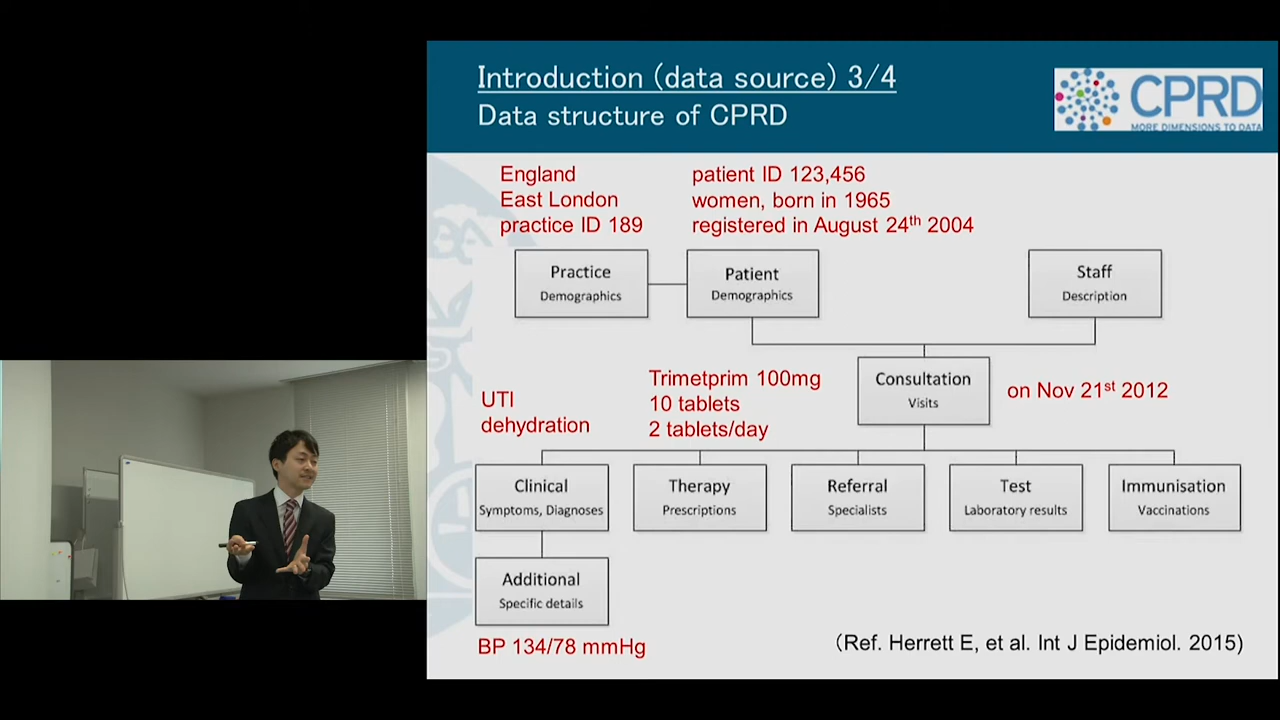 Introduction (data source) 3/4
Data structure of CPRD
CPRD
MORE DIMENSIONS TO DATA
England
East London
practice ID 189
patient ID 123,456
women, born in 1965
registered in August 24th 2004
Practice
Demographics
Patient
Demographics
Staff
Description
Consultation
Visits
on Nov 21st 2012
UTI
dehydration
Trimetprim 100mg
10 tablets
2 tablets/day
Clinical
Symptoms, Diagnoses
Therapy
Prescriptions
Referral
Specialists
Test
Laboratory results
Immunisation
Vaccinations
Additional
Specific details
BP 134/78 mmHg
(Ref. Herrett E, et al. Int J Epidemiol. 2015)